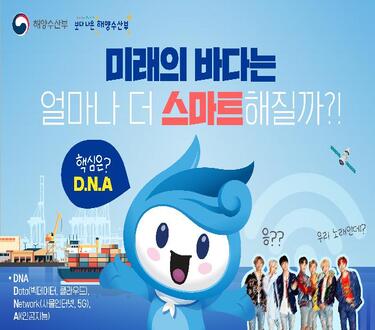 해양수산부
보다 나은 해양수산부
미래의 바다는
얼마나 더 스마트해질까?!
핵심은?
D.N.A
응??
우리 노래인데?
• DNA
Data(빅데이터, 클라우드),
Network(사물인터넷, 5G),
AI(인공지능)